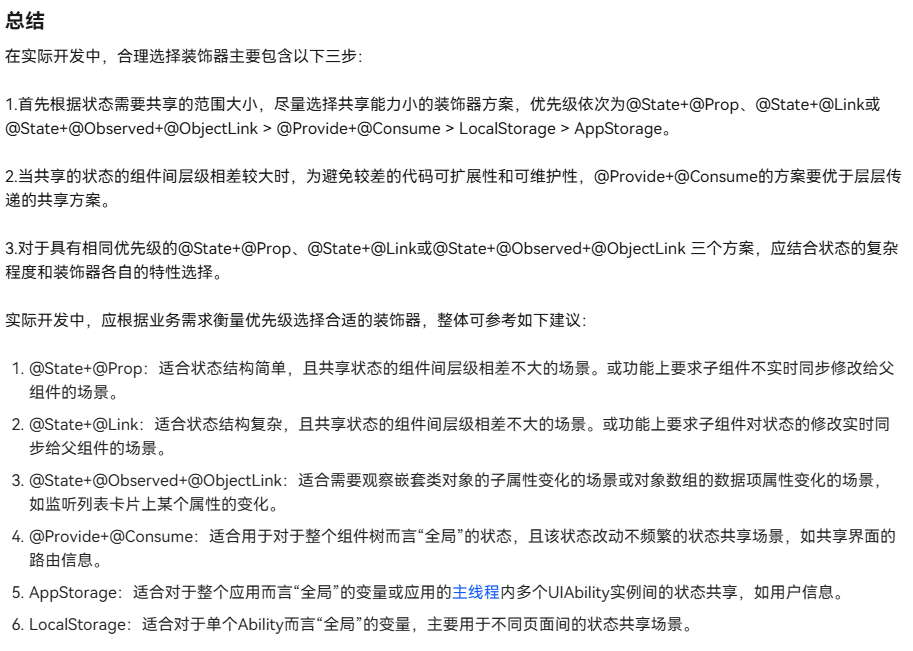 总结
在实际开发中，合理选择装饰器主要包含以下三步：
1.首先根据状态需要共享的范围大小，尽量选择共享能力小的装饰器方案，优先级依次为@State+@Prop、@State+@Link或
@State+@Observed+@ObjectLink > @Provide+@Consume > LocalStorage > AppStorage。
2.当共享的状态的组件间层级相差较大时，为避免较差的代码可扩展性和可维护性，@Provide+@Consume的方案要优于层层传
递的共享方案。
3.对于具有相同优先级的@State+@Prop、@State+@Link或@State+@Observed+@ObjectLink 三个方案，应结合状态的复杂
程度和装饰器各自的特性选择。
实际开发中，应根据业务需求衡量优先级选择合适的装饰器，整体可参考如下建议：
1. @State+@Prop：适合状态结构简单，且共享状态的组件间层级相差不大的场景。或功能上要求子组件不实时同步修改给父
组件的场景。
2. @State+@Link：适合状态结构复杂，且共享状态的组件间层级相差不大的场景。或功能上要求子组件对状态的修改实时同
步给父组件的场景。
3. @State+@Observed+@ObjectLink：适合需要观察嵌套类对象的子属性变化的场景或对象数组的数据项属性变化的场景，
如监听列表卡片上某个属性的变化。
4. @Provide+@Consume：适合用于对于整个组件树而言“全局”的状态，且该状态改动不频繁的状态共享场景，如共享界面的
路由信息。
5. AppStorage：适合对于整个应用而言“全局”的变量或应用的主线程内多个UIAbility实例间的状态共享，如用户信息。
6. LocalStorage：适合对于单个Ability而言“全局”的变量，主要用于不同页面间的状态共享场景。